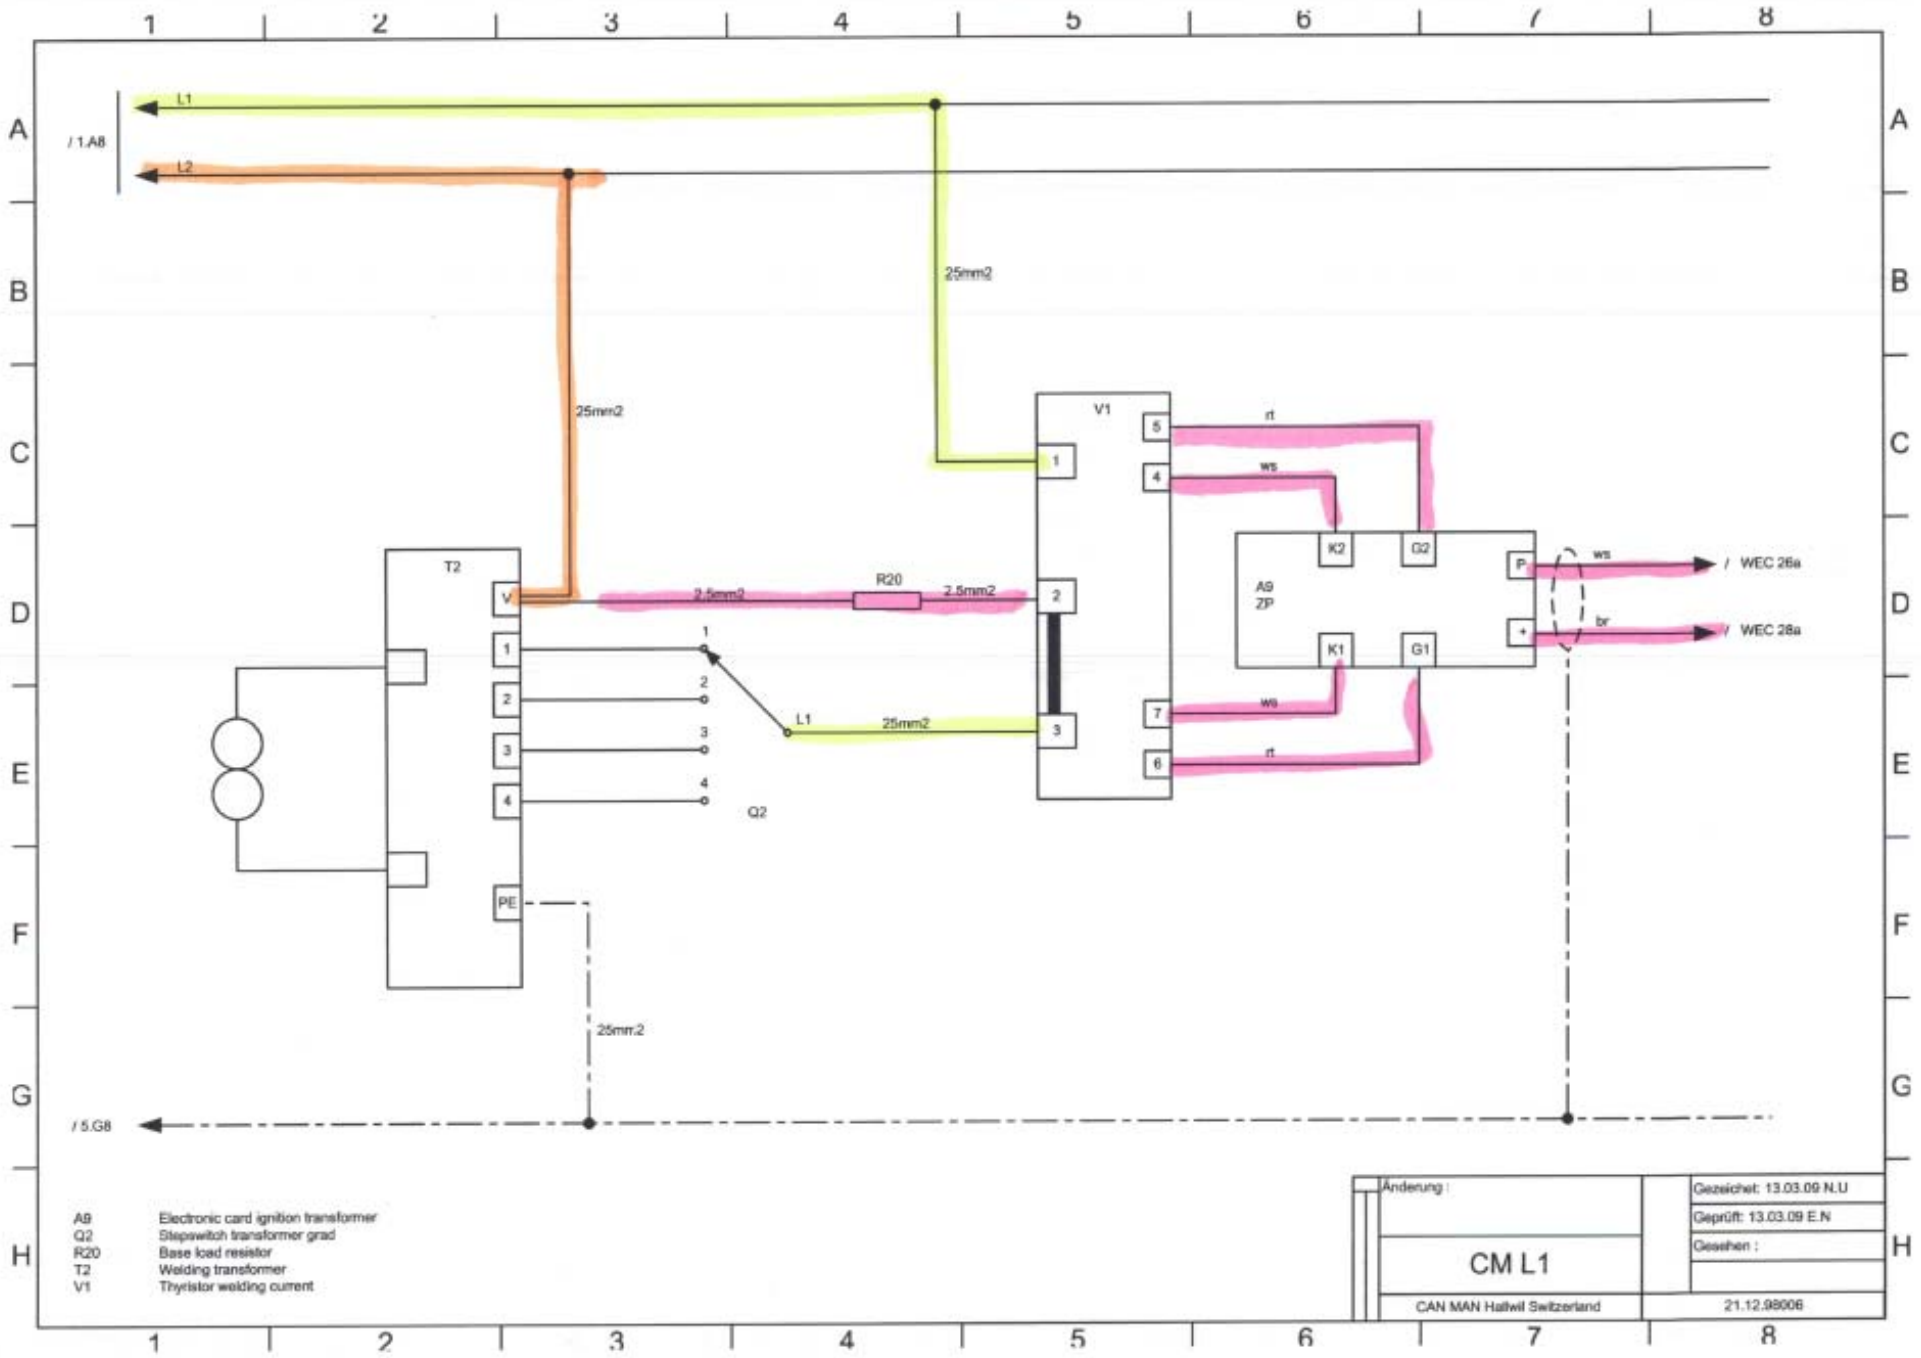 1 2 3 4 5 6 7 8
A L1 A
/ 1.A8
L2
B 25mm2 B
25mm2
C V1 5 rt C
1
4 ws
T2 K2 G2 P ws / WEC 26a
D V 2.5mm2 R20 2.5mm2 2 A9 D
ZP
+ br / WEC 28a
1 1 K1 G1
2 2
L1 25mm2 3 7 ws
E 3 3 6 rt E
4 4
Q2
F PE F
25mm2
G G
/ 5.G8
Änderung :
Gezeichet: 13.03.09 N.U
A9 Electronic card ignition transformer
Geprüft: 13.03.09 E.N
Q2 Stepswitch transformer grad
H R20 Base load resistor Gesehen : H
T2 Welding transformer CM L1
V1 Thyristor welding current
CAN MAN Hallwil Switzerland 21.12.98006
1 2 3 4 5 6 7 8